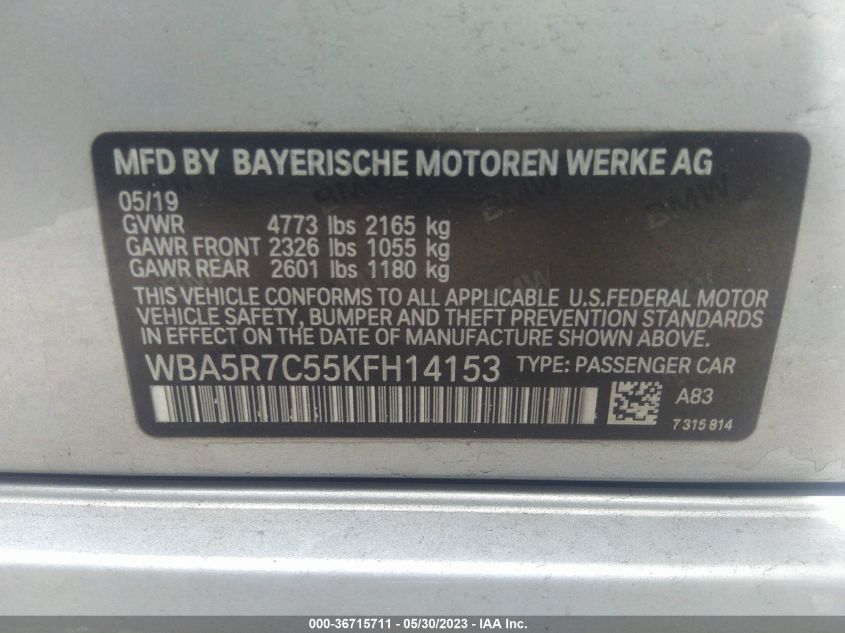 MFD BY BAYERISCHE MOTOREN WERKE AG
05/19
GVWR 4773 lbs 2165 kg
GAWR FRONT 2326 lbs 1055 kg
GAWR REAR 2601 lbs 1180 kg
THIS VEHICLE CONFORMS TO ALL APPLICABLE U.S.FEDERAL MOTOR
VEHICLE SAFETY, BUMPER AND THEFT PREVENTION STANDARDS
IN EFFECT ON THE DATE OF MANUFACTURE SHOWN ABOVE.
WBA5R7C55KFH14153 TYPE: PASSENGER CAR
A83
7315814
000-36715711 - 05/30/2023 - © IAA Inc.